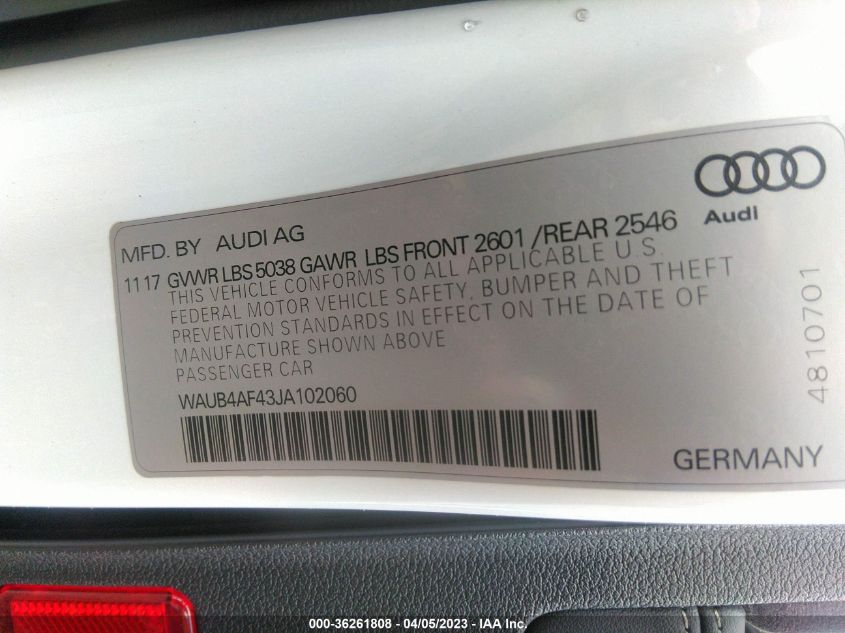 Audi
MFD. BY AUDI AG
11 17 GVWR LBS 5038 GAWR LBS FRONT 2601 /REAR 2546
THIS VEHICLE CONFORMS TO ALL APPLICABLE U.S.
FEDERAL MOTOR VEHICLE SAFETY, BUMPER AND THEFT
PREVENTION STANDARDS IN EFFECT ON THE DATE OF
MANUFACTURE SHOWN ABOVE
PASSENGER CAR
WAUB4AF43JA102060
GERMANY
4810701
000-36261808 - 04/05/2023 - IAA Inc.